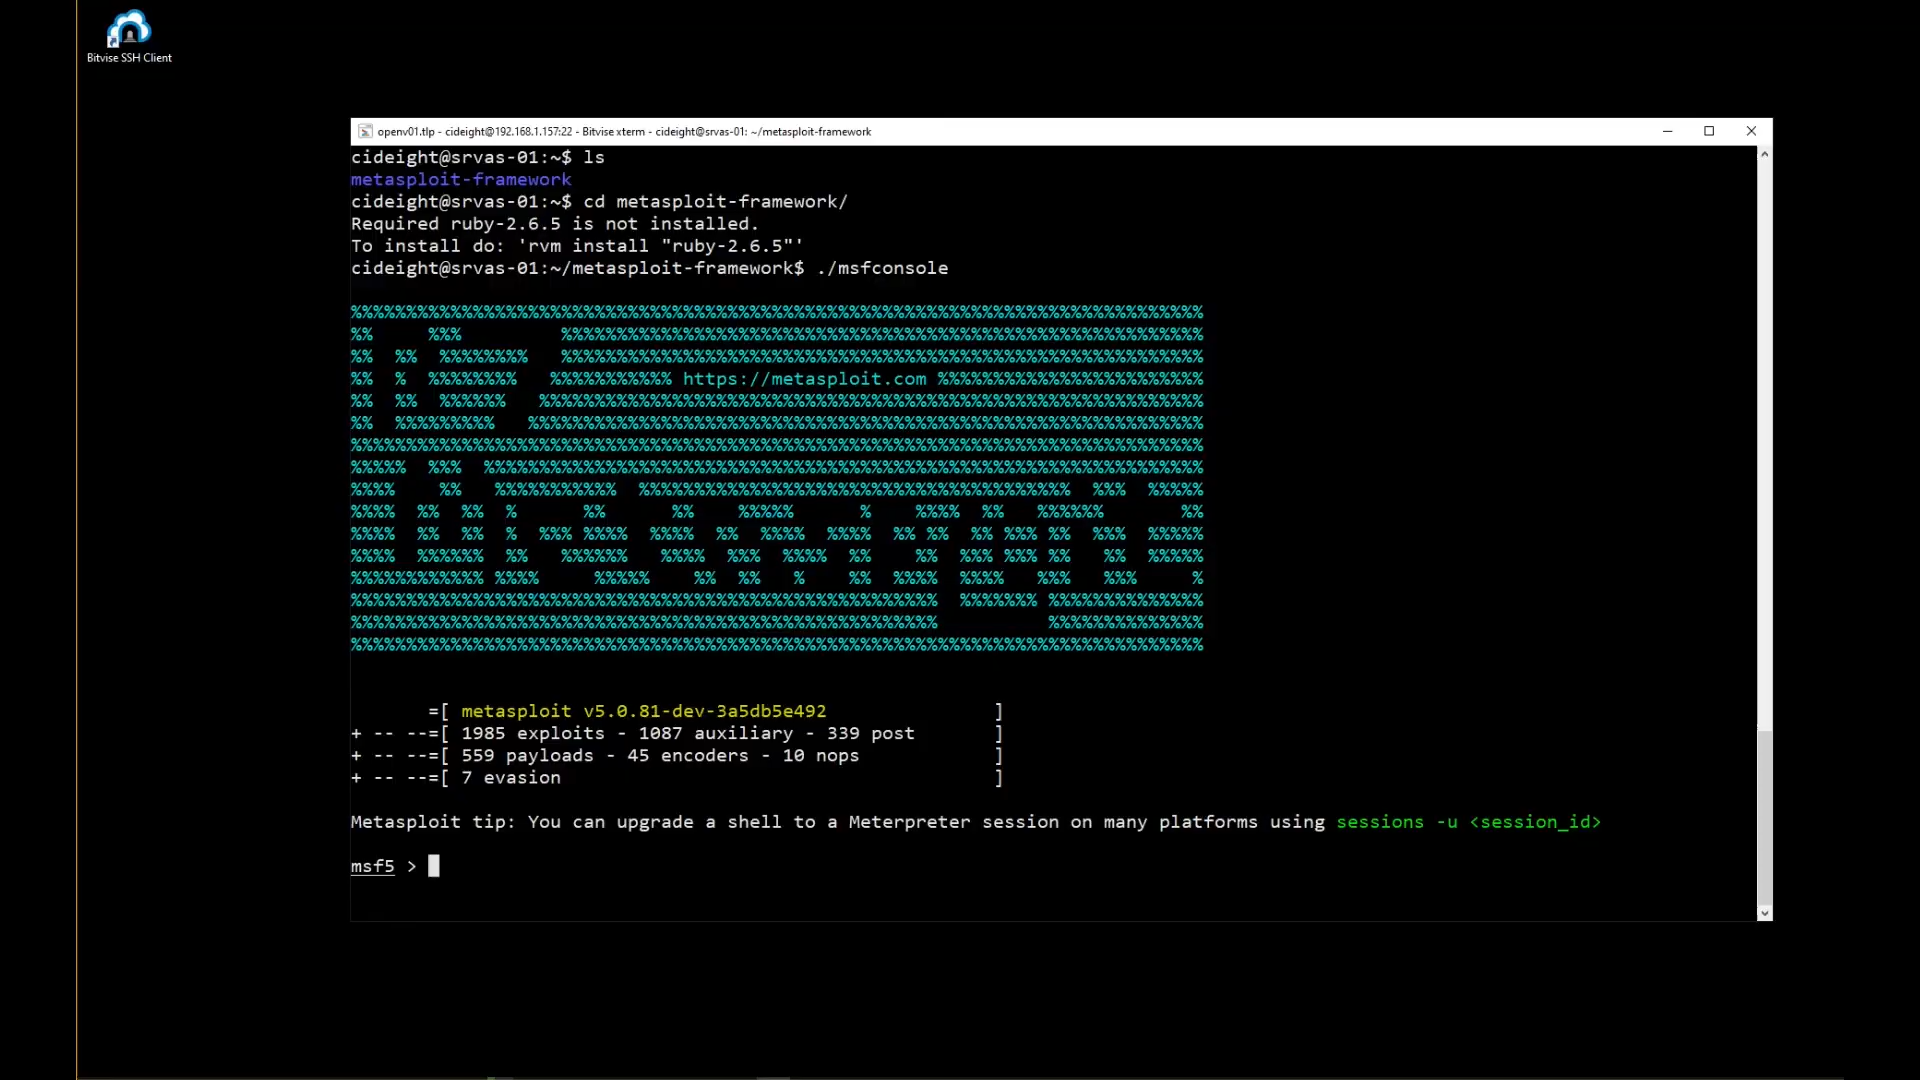 Bitvise SSH Client
openv01.tlp - cideight@192.168.1.157:22 - Bitvise xterm - cideight@srvas-01: ~/metasploit-framework
cideight@srvas-01:~$ ls
metasploit-framework
cideight@srvas-01:~$ cd metasploit-framework/
Required ruby-2.6.5 is not installed.
To install do: 'rvm install "ruby-2.6.5"'
cideight@srvas-01:~/metasploit-framework$ ./msfconsole
https://metasploit.com
=[ metasploit v5.0.81-dev-3a5db5e492 ]
+ -- --=[ 1985 exploits - 1087 auxiliary - 339 post ]
+ -- --=[ 559 payloads - 45 encoders - 10 nops ]
+ -- --=[ 7 evasion ]
Metasploit tip: You can upgrade a shell to a Meterpreter session on many platforms using sessions -u <session_id>
msf5 >